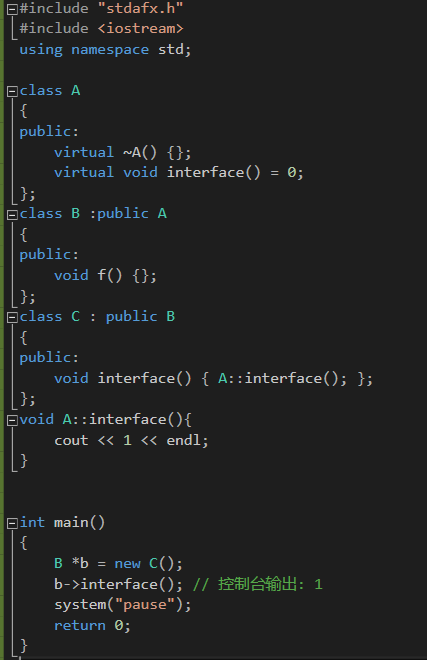 #include "stdafx.h"
#include <iostream>
using namespace std;
class A
{
public:
    virtual ~A() {};
    virtual void interface() = 0;
};
class B :public A
{
public:
    void f() {};
};
class C : public B
{
public:
    void interface() { A::interface(); };
};
void A::interface(){
    cout << 1 << endl;
}
int main()
{
    B *b = new C();
    b->interface(); // 控制台输出: 1
    system("pause");
    return 0;
}